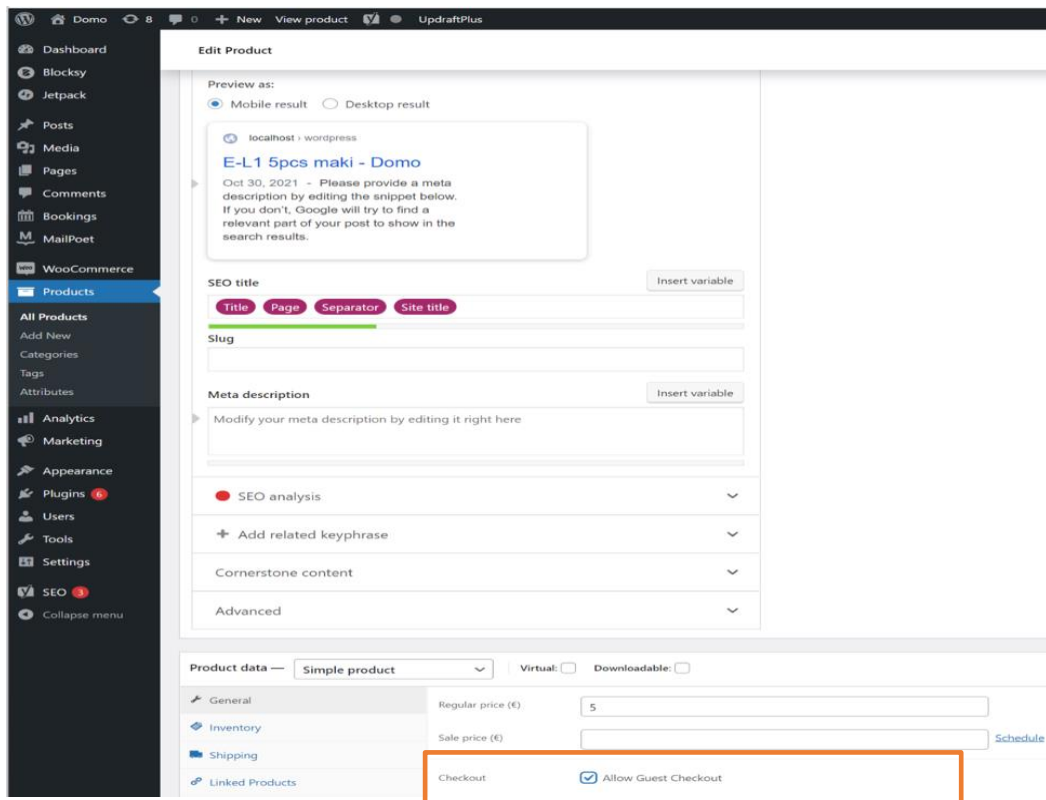 Domo 8 0 + New View product UpdraftPlus
Dashboard
Blocksy
Jetpack
Posts
Media
Pages
Comments
Bookings
MailPoet
WooCommerce
Products
All Products
Add New
Categories
Tags
Attributes
Analytics
Marketing
Appearance
Plugins 6
Users
Tools
Settings
SEO 3
Collapse menu
Edit Product
Preview as:
Mobile result Desktop result
localhost › wordpress
E-L1 5pcs maki - Domo
Oct 30, 2021 - Please provide a meta
description by editing the snippet below.
If you don't, Google will try to find a
relevant part of your post to show in the
search results.
SEO title Insert variable
Title Page Separator Site title
Slug
Meta description Insert variable
Modify your meta description by editing it right here
SEO analysis
+ Add related keyphrase
Cornerstone content
Advanced
Product data — Simple product Virtual: Downloadable:
General
Inventory
Shipping
Linked Products
Regular price (€) 5
Sale price (€) Schedule
Checkout Allow Guest Checkout